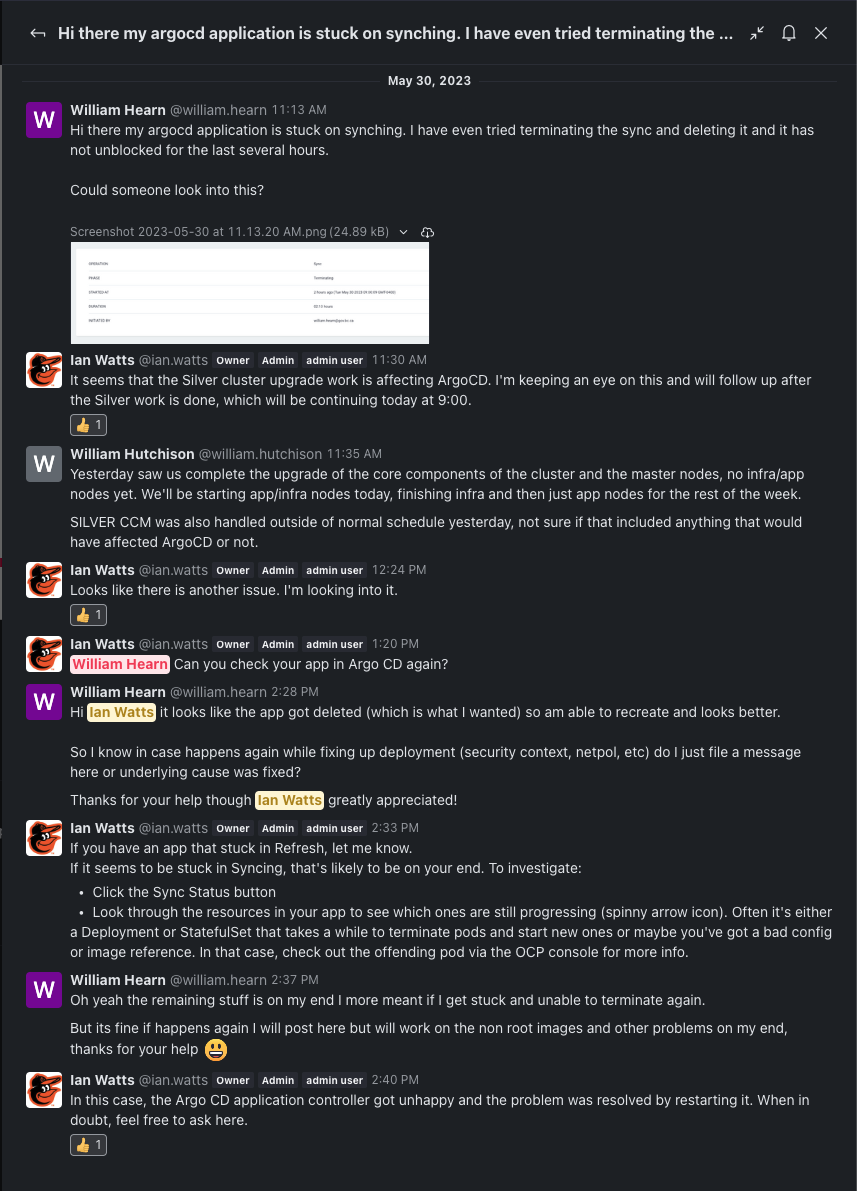 Hi there my argocd application is stuck on synching. I have even tried terminating the ...
May 30, 2023
W
William Hearn @william.hearn 11:13 AM
Hi there my argocd application is stuck on synching. I have even tried terminating the sync and deleting it and it has
not unblocked for the last several hours.
Could someone look into this?
Screenshot 2023-05-30 at 11.13.20 AM.png (24.89 kB)
OPERATION Sync
PHASE Terminating
STARTED AT
DURATION
INITIATED BY
Ian Watts @ian.watts Owner Admin admin user 11:30 AM
It seems that the Silver cluster upgrade work is affecting ArgoCD. I'm keeping an eye on this and will follow up after
the Silver work is done, which will be continuing today at 9:00.
👍 1
W
William Hutchison @william.hutchison 11:35 AM
Yesterday saw us complete the upgrade of the core components of the cluster and the master nodes, no infra/app
nodes yet. We'll be starting app/infra nodes today, finishing infra and then just app nodes for the rest of the week.
SILVER CCM was also handled outside of normal schedule yesterday, not sure if that included anything that would
have affected ArgoCD or not.
Ian Watts @ian.watts Owner Admin admin user 12:24 PM
Looks like there is another issue. I'm looking into it.
👍 1
Ian Watts @ian.watts Owner Admin admin user 1:20 PM
William Hearn Can you check your app in Argo CD again?
W
William Hearn @william.hearn 2:28 PM
Hi Ian Watts it looks like the app got deleted (which is what I wanted) so am able to recreate and looks better.
So I know in case happens again while fixing up deployment (security context, netpol, etc) do I just file a message
here or underlying cause was fixed?
Thanks for your help though Ian Watts greatly appreciated!
Ian Watts @ian.watts Owner Admin admin user 2:33 PM
If you have an app that stuck in Refresh, let me know.
If it seems to be stuck in Syncing, that's likely to be on your end. To investigate:
• Click the Sync Status button
• Look through the resources in your app to see which ones are still progressing (spinny arrow icon). Often it's either
a Deployment or StatefulSet that takes a while to terminate pods and start new ones or maybe you've got a bad config
or image reference. In that case, check out the offending pod via the OCP console for more info.
W
William Hearn @william.hearn 2:37 PM
Oh yeah the remaining stuff is on my end I more meant if I get stuck and unable to terminate again.
But its fine if happens again I will post here but will work on the non root images and other problems on my end,
thanks for your help 😃
Ian Watts @ian.watts Owner Admin admin user 2:40 PM
In this case, the Argo CD application controller got unhappy and the problem was resolved by restarting it. When in
doubt, feel free to ask here.
👍 1